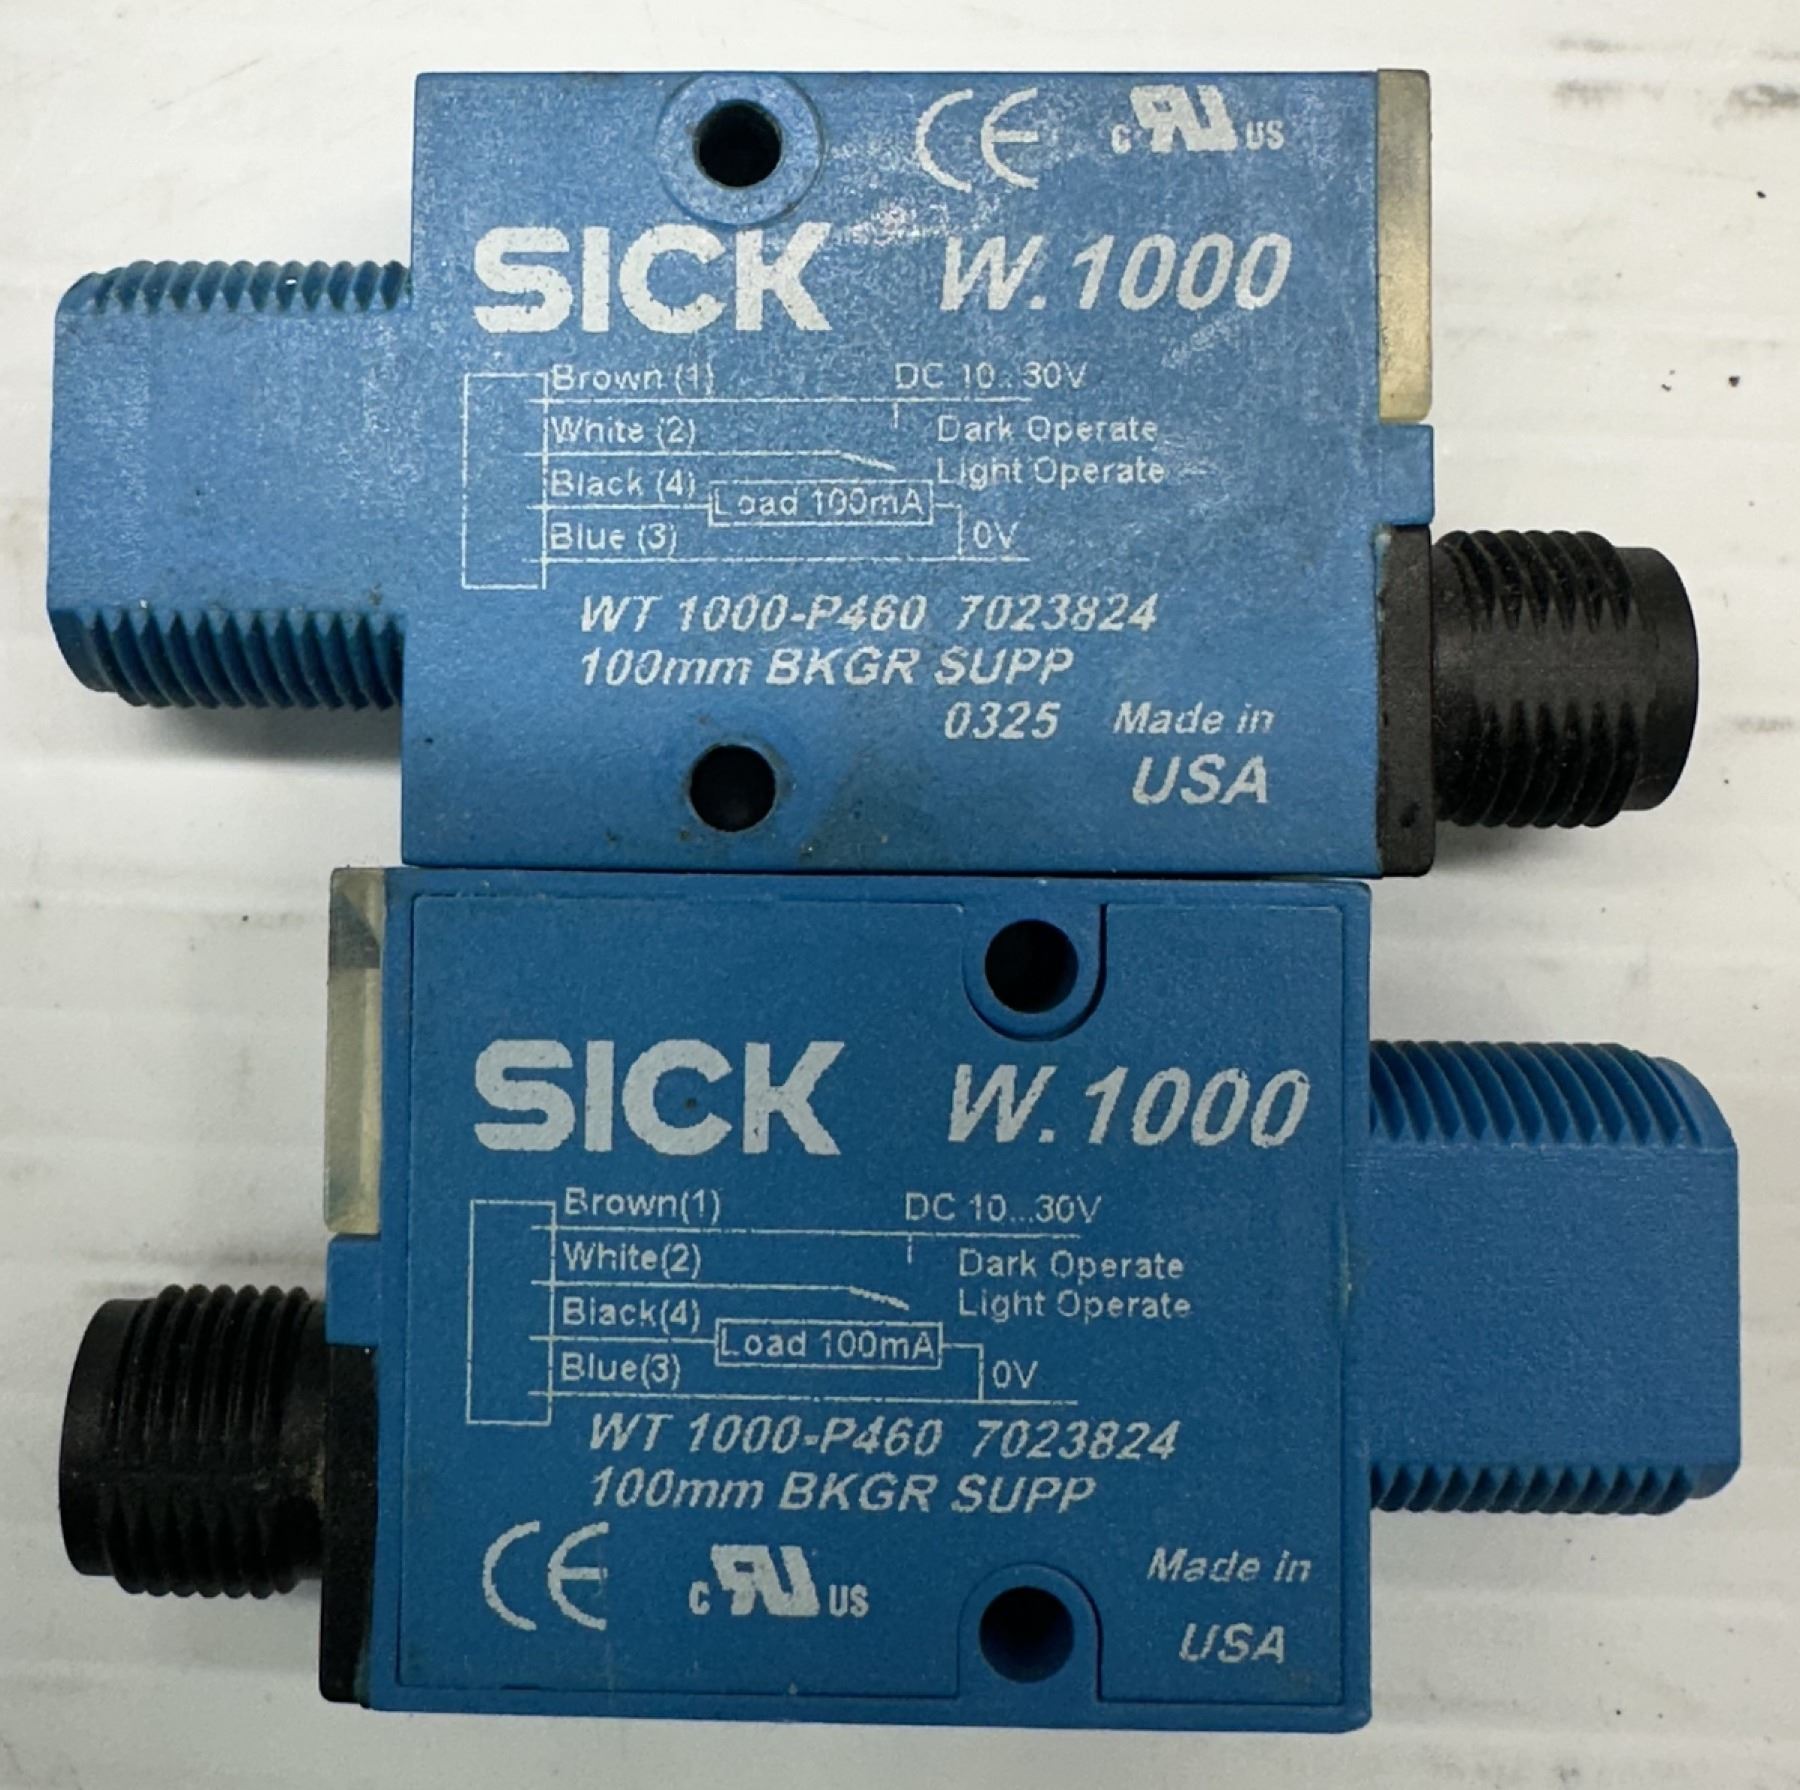 CE c RU US
SICK W.1000
Brown (1) DC 10...30V
White (2) Dark Operate
Light Operate
Black (4) Load 100mA
Blue (3) 0V
WT 1000-P460 7023824
100mm BKGR SUPP
0325 Made in
USA
SICK W.1000
Brown(1) DC 10...30V
White(2) Dark Operate
Light Operate
Black(4) Load 100mA
Blue(3) 0V
WT 1000-P460 7023824
100mm BKGR SUPP
CE c RU US Made in
USA